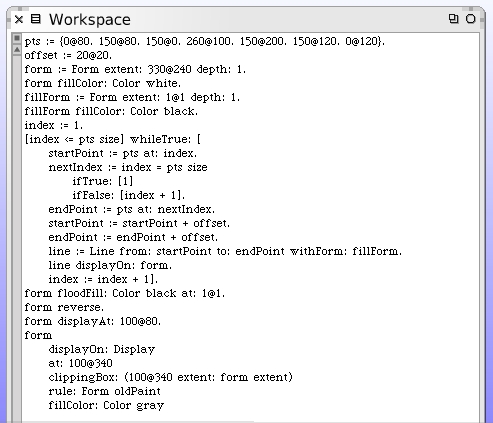 Workspace
pts := {0@80. 150@80. 150@0. 260@100. 150@200. 150@120. 0@120}.
offset := 20@20.
form := Form extent: 330@240 depth: 1.
form fillColor: Color white.
fillForm := Form extent: 1@1 depth: 1.
fillForm fillColor: Color black.
index := 1.
[index <= pts size] whileTrue: [
startPoint := pts at: index.
nextIndex := index = pts size
ifTrue: [1]
ifFalse: [index + 1].
endPoint := pts at: nextIndex.
startPoint := startPoint + offset.
endPoint := endPoint + offset.
line := Line from: startPoint to: endPoint withForm: fillForm.
line displayOn: form.
index := index + 1].
form floodFill: Color black at: 1@1.
form reverse.
form displayAt: 100@80.
form
displayOn: Display
at: 100@340
clippingBox: (100@340 extent: form extent)
rule: Form oldPaint
fillColor: Color gray